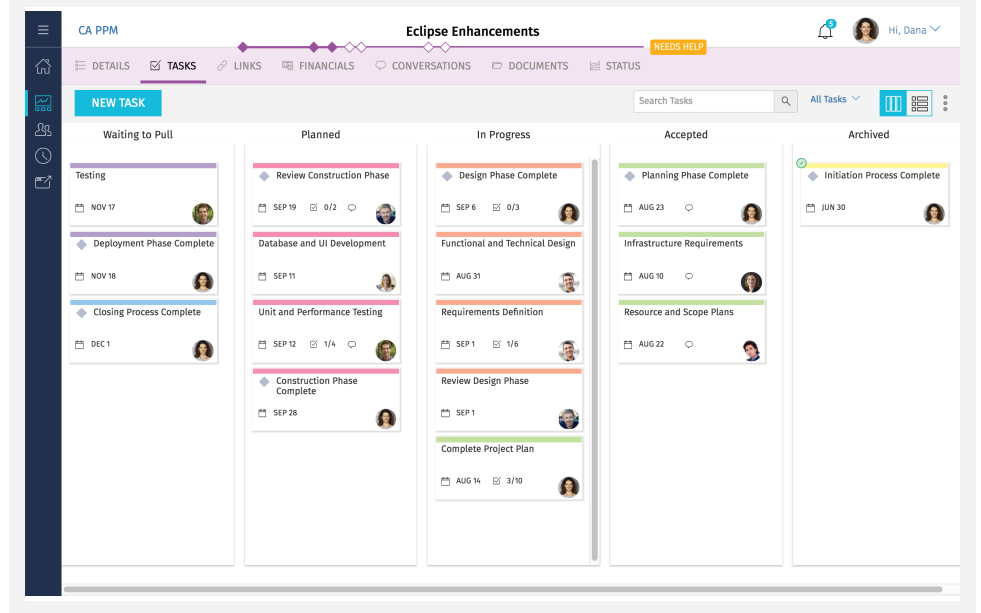 CA PPM
Eclipse Enhancements
5
Hi, Dana
NEEDS HELP
DETAILS
TASKS
LINKS
FINANCIALS
CONVERSATIONS
DOCUMENTS
STATUS
NEW TASK
Search Tasks
All Tasks
Waiting to Pull
Testing
NOV 17
Deployment Phase Complete
NOV 18
Closing Process Complete
DEC 1
Planned
Review Construction Phase
SEP 19 0/2
Database and UI Development
SEP 11
Unit and Performance Testing
SEP 12 1/4
Construction Phase
Complete
SEP 28
In Progress
Design Phase Complete
SEP 6 0/3
Functional and Technical Design
AUG 31
Requirements Definition
SEP 1 1/6
Review Design Phase
SEP 1
Complete Project Plan
AUG 14 3/10
Accepted
Planning Phase Complete
AUG 23
Infrastructure Requirements
AUG 10
Resource and Scope Plans
AUG 22
Archived
Initiation Process Complete
JUN 30